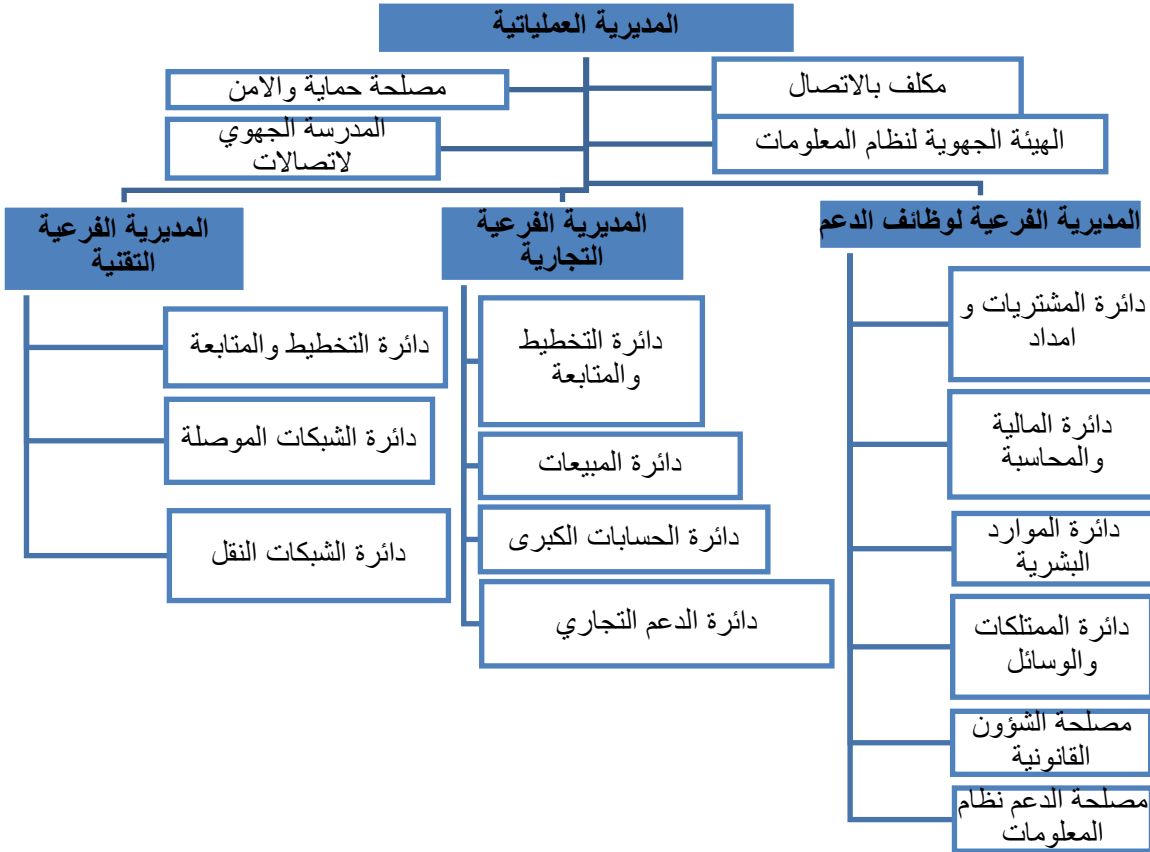 المديرية العملياتية
مكلف بالاتصال
مصلحة حماية والامن
الهيئة الجهوية لنظام المعلومات
المدرسة الجهوي
لاتصالات
المديرية الفرعية لوظائف الدعم
دائرة المشتريات و
امداد
دائرة المالية
والمحاسبة
دائرة الموارد
البشرية
دائرة الممتلكات
والوسائل
مصلحة الشؤون
القانونية
مصلحة الدعم نظام
المعلومات
المديرية الفرعية
التجارية
دائرة التخطيط
والمتابعة
دائرة المبيعات
دائرة الحسابات الكبرى
دائرة الدعم التجاري
المديرية الفرعية
التقنية
دائرة التخطيط والمتابعة
دائرة الشبكات الموصلة
دائرة الشبكات النقل